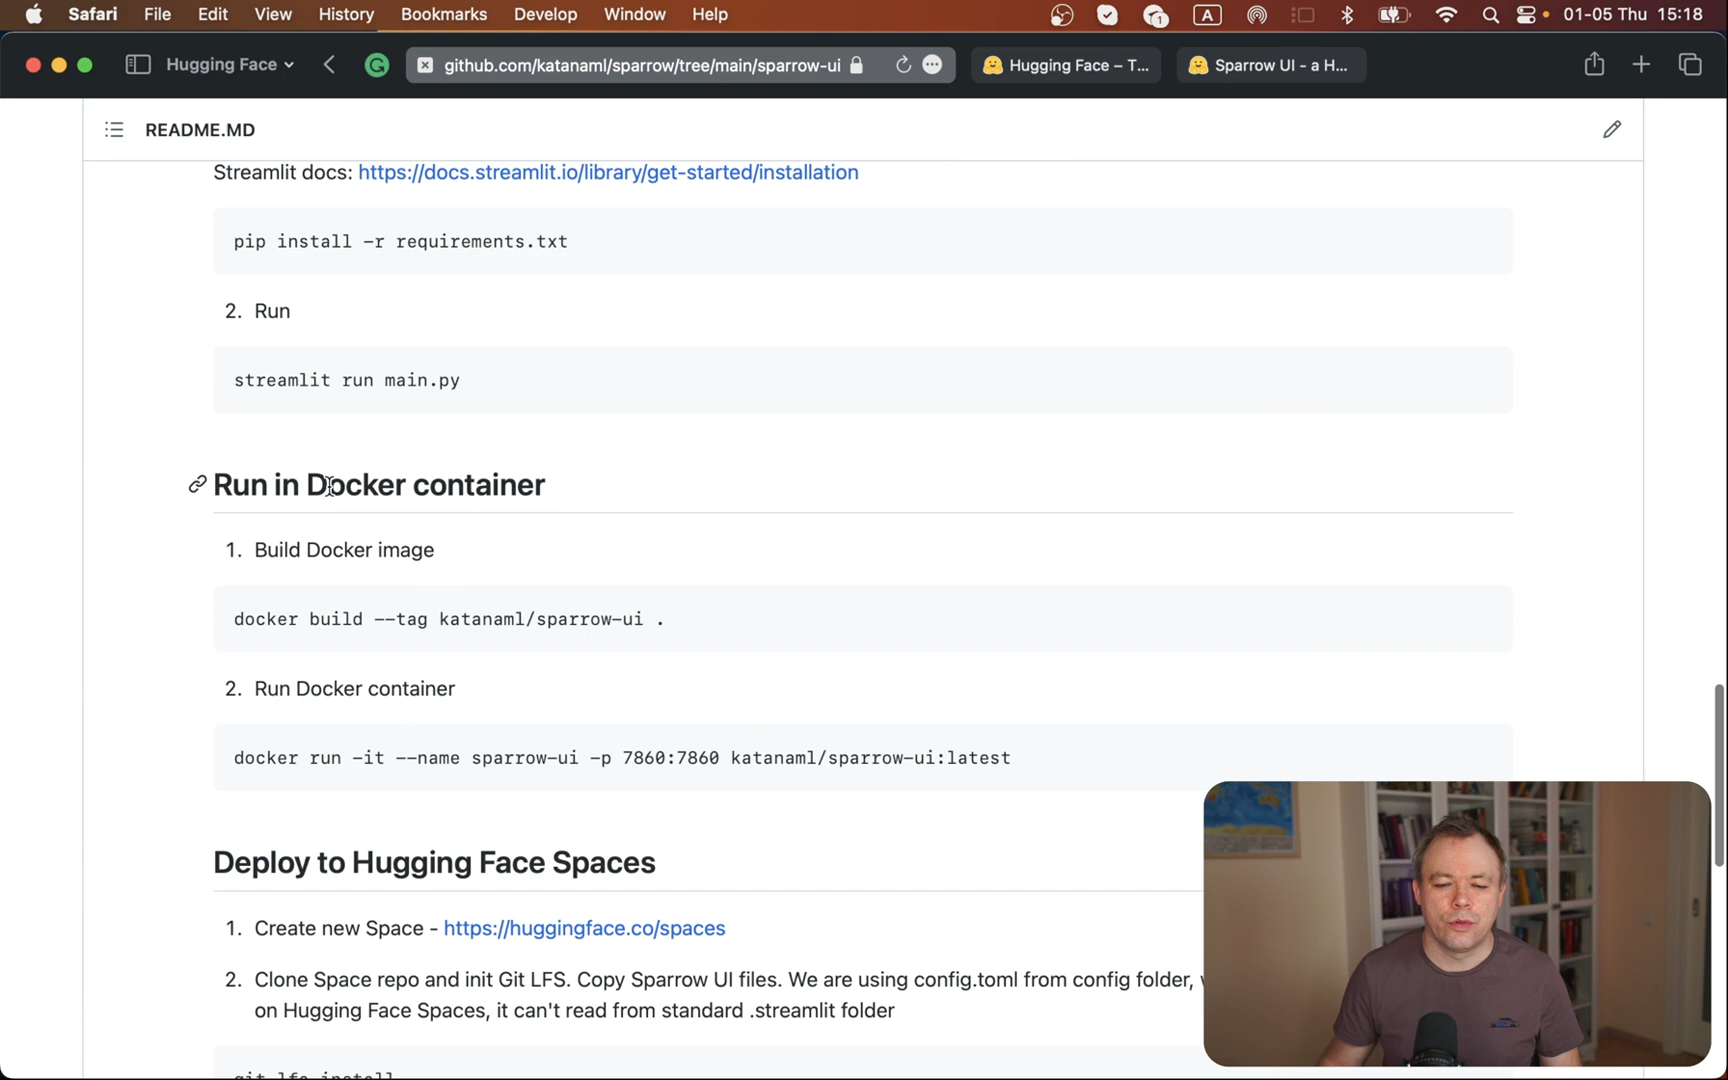 Safari File Edit View History Bookmarks Develop Window Help 1 A 01-05 Thu 15:18
Hugging Face github.com/katanaml/sparrow/tree/main/sparrow-ui Hugging Face – T... Sparrow UI - a H...
README.MD
Streamlit docs: https://docs.streamlit.io/library/get-started/installation
pip install -r requirements.txt
2. Run
streamlit run main.py
Run in Docker container
1. Build Docker image
docker build --tag katanaml/sparrow-ui .
2. Run Docker container
docker run -it --name sparrow-ui -p 7860:7860 katanaml/sparrow-ui:latest
Deploy to Hugging Face Spaces
1. Create new Space - https://huggingface.co/spaces
2. Clone Space repo and init Git LFS. Copy Sparrow UI files. We are using config.toml from config folder,
on Hugging Face Spaces, it can't read from standard .streamlit folder
git lfs install